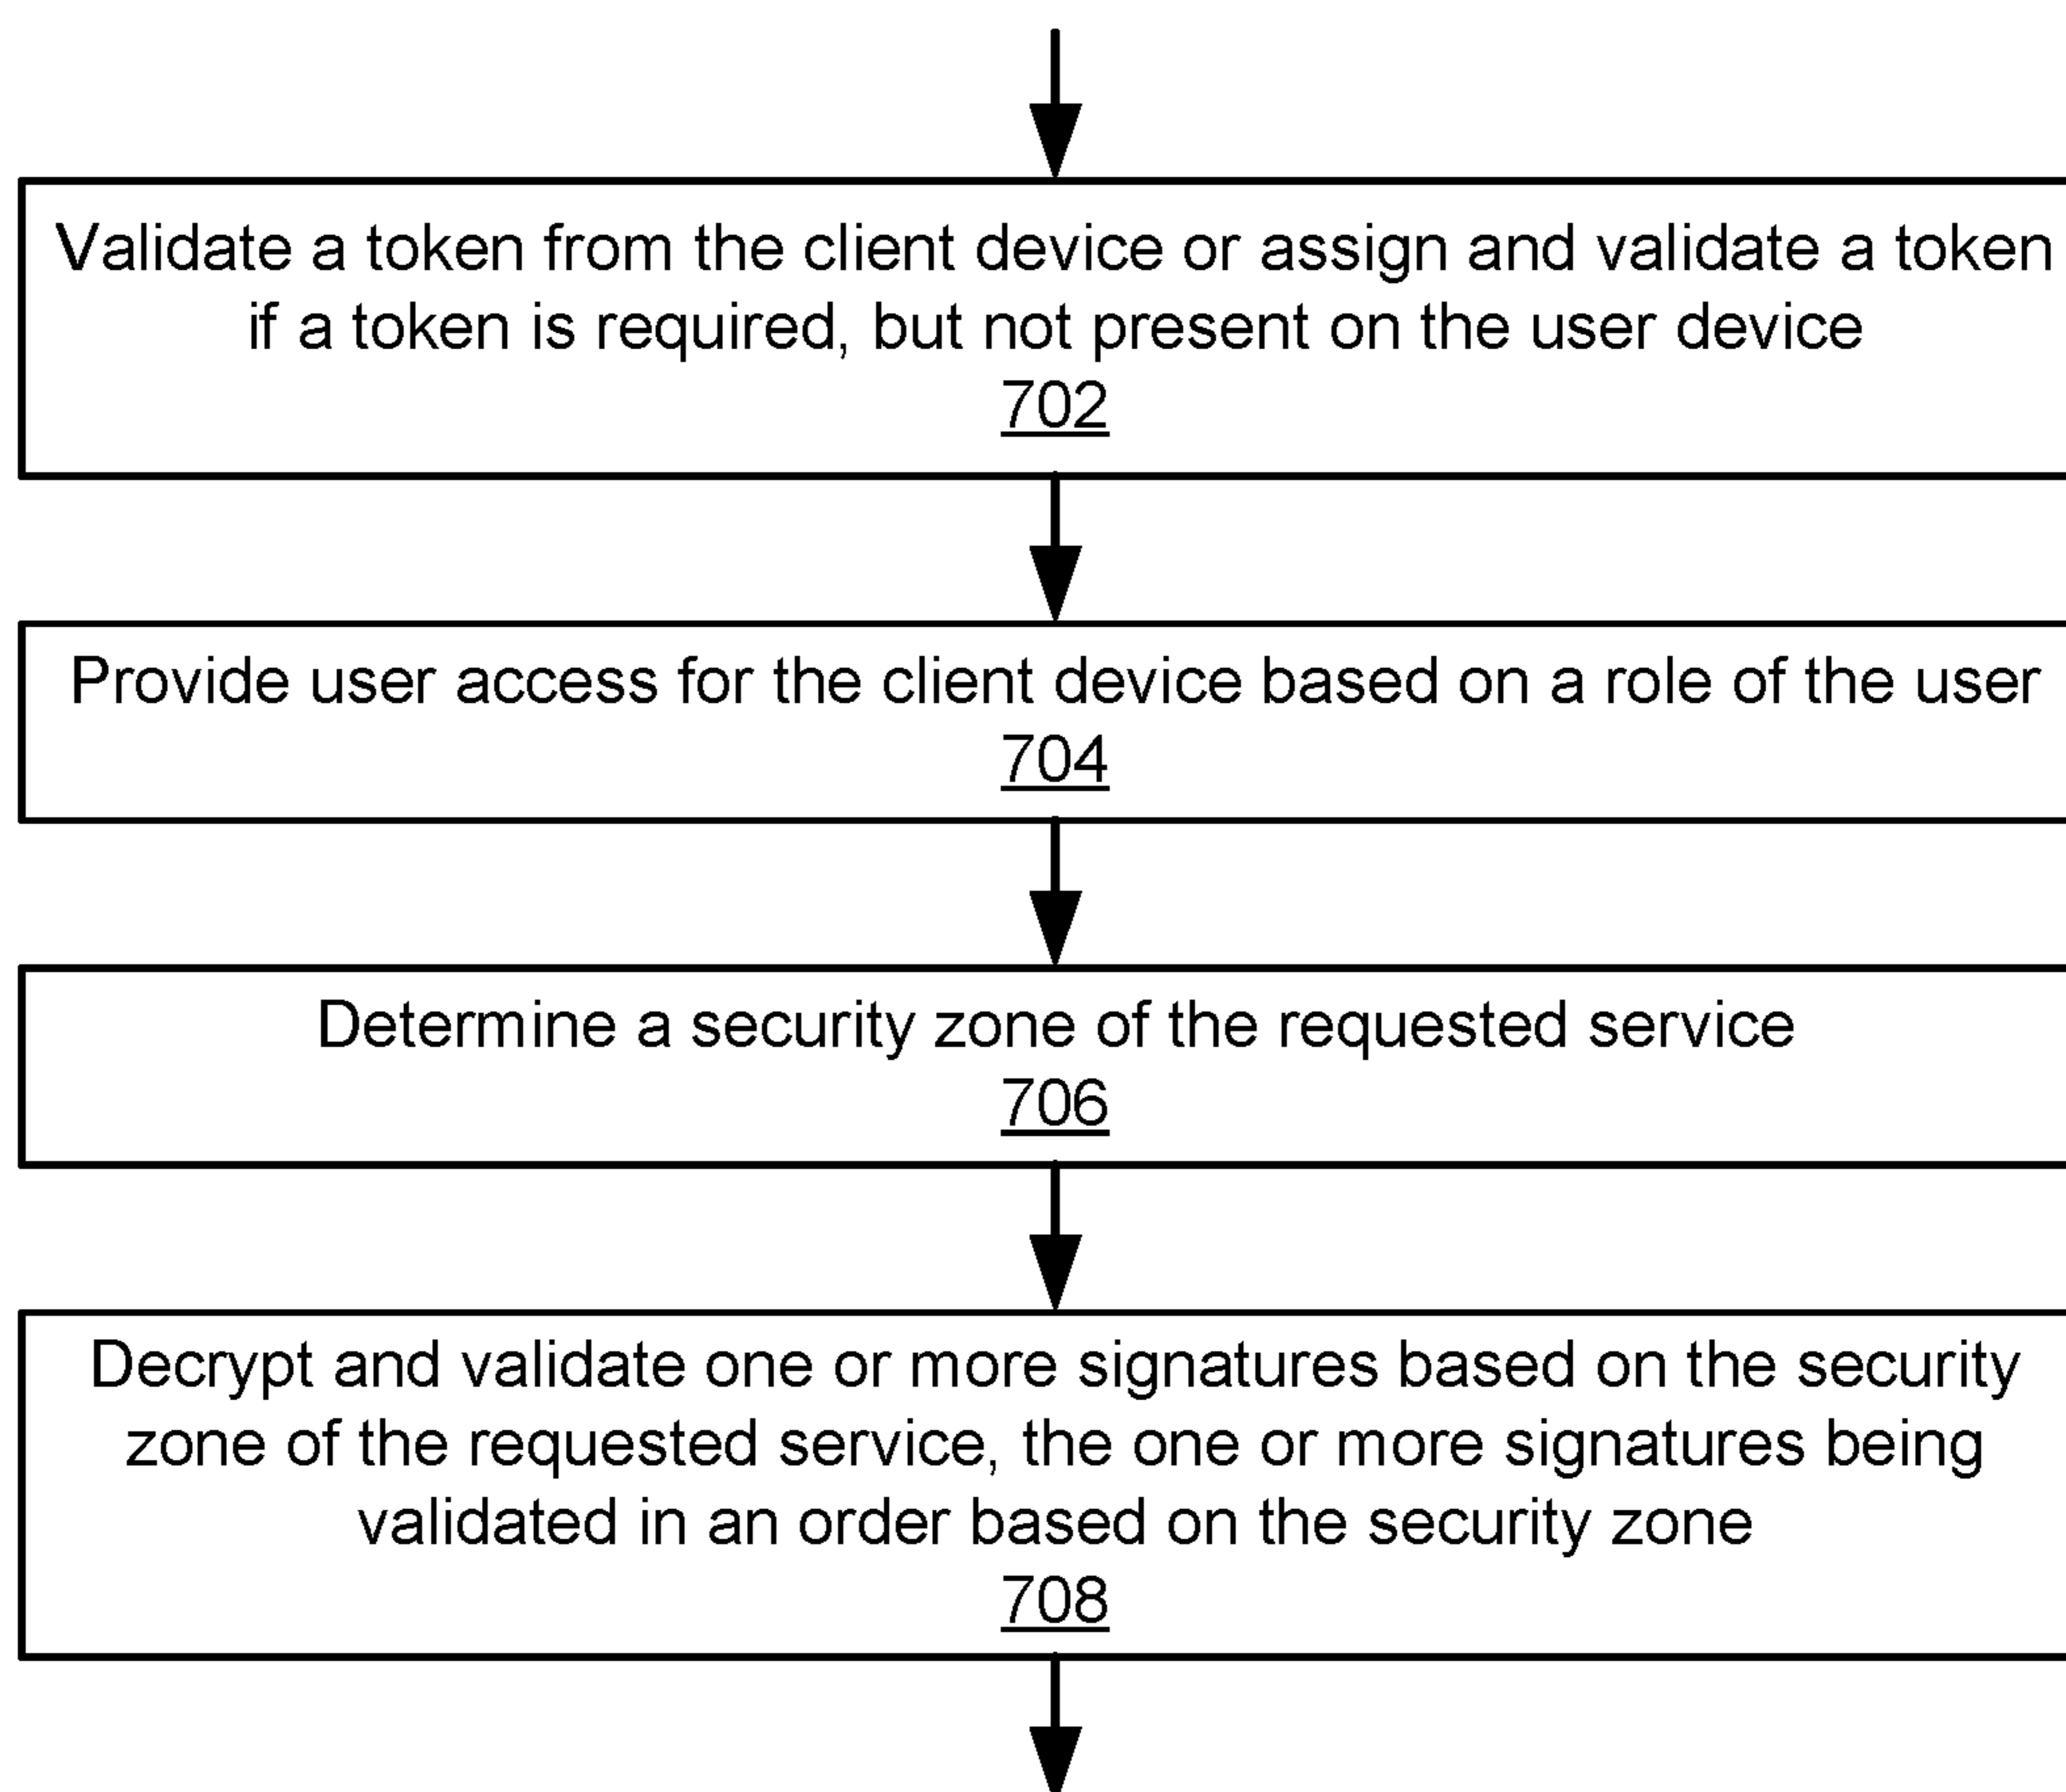 Validate a token from the client device or assign and validate a token
if a token is required, but not present on the user device
702
Provide user access for the client device based on a role of the user
704
Determine a security zone of the requested service
706
Decrypt and validate one or more signatures based on the security
zone of the requested service, the one or more signatures being
validated in an order based on the security zone
708